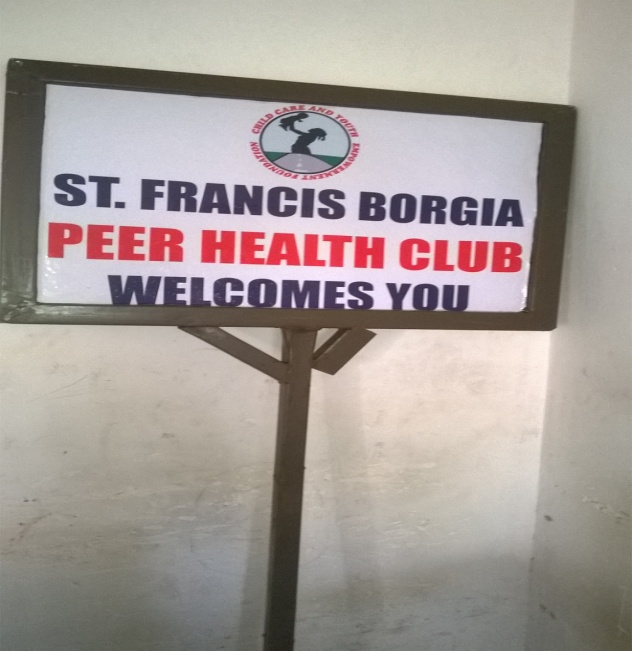 CHILD CARE AND YOUTH EMPOWERMENT FOUNDATION
ST. FRANCIS BORGIA
PEER HEALTH CLUB
WELCOMES YOU